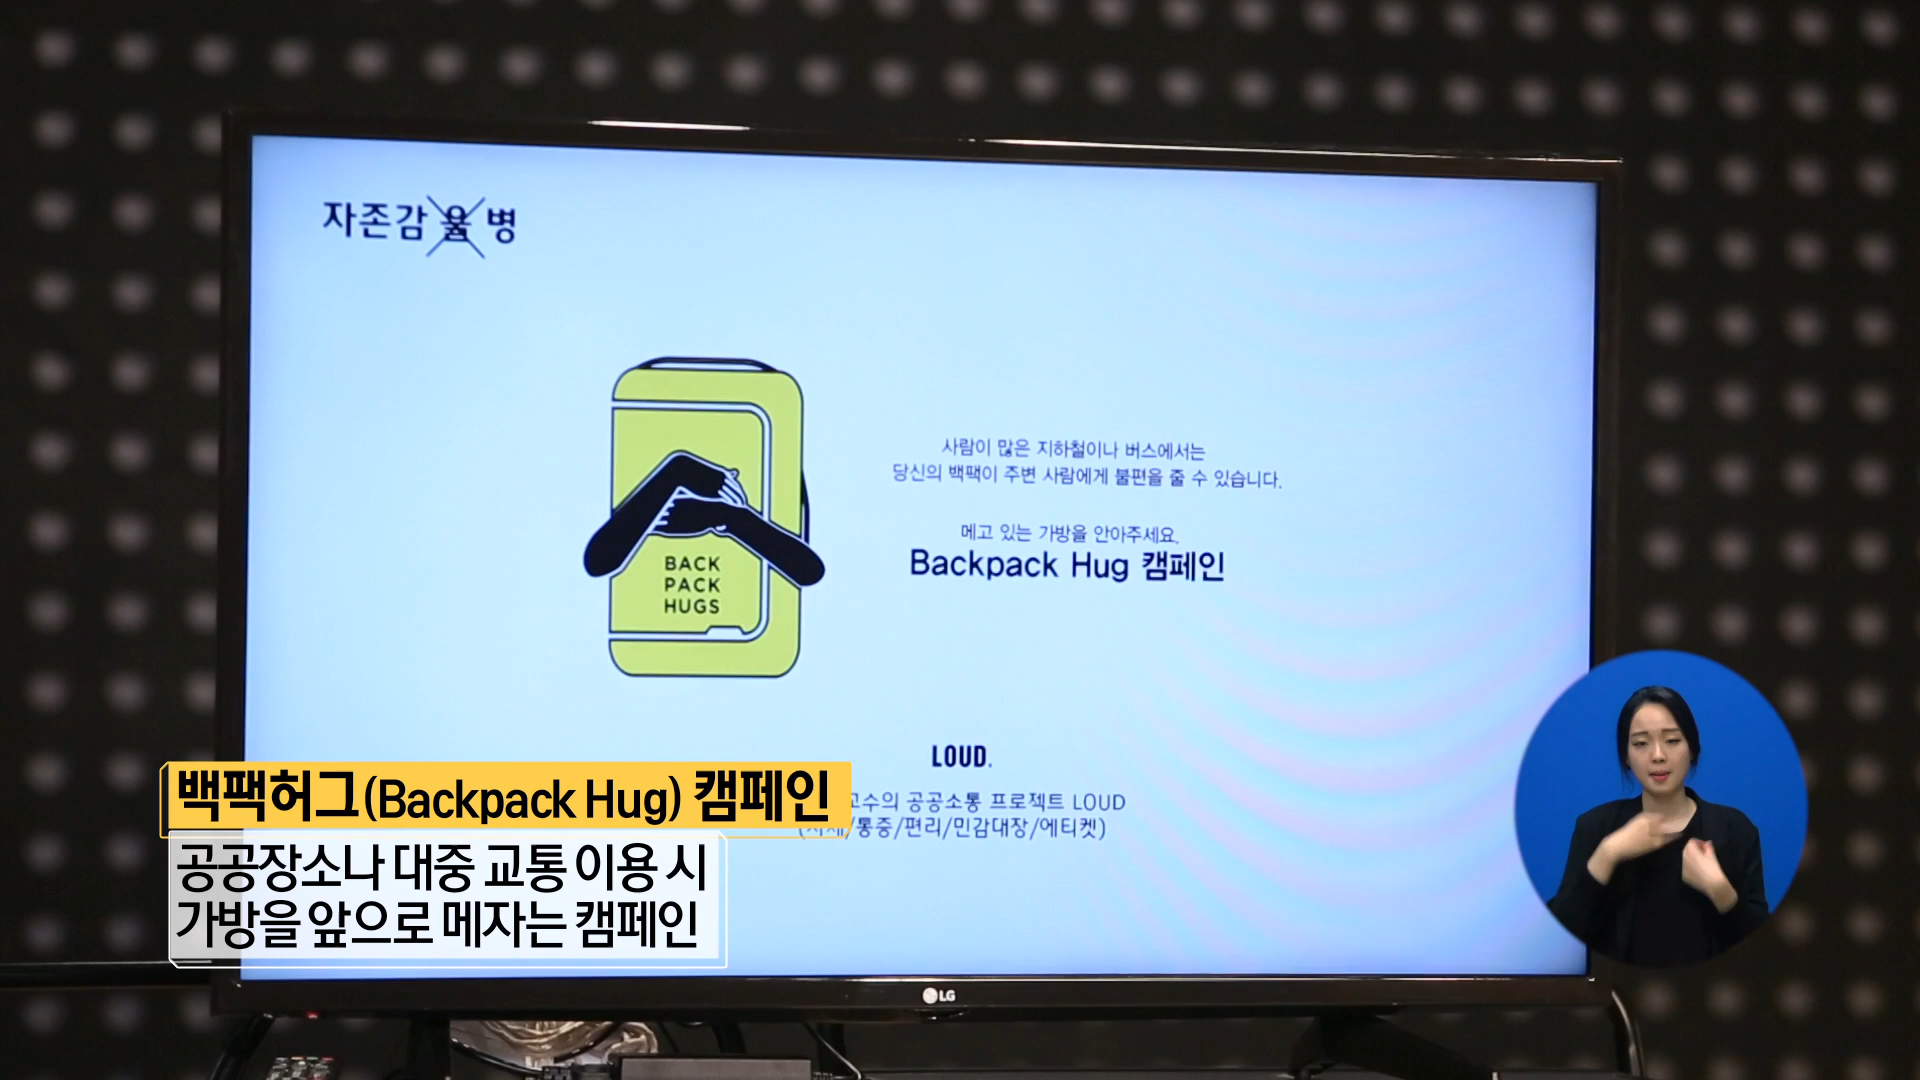 자존감 욻 병
사람이 많은 지하철이나 버스에서는
당신의 백팩이 주변 사람에게 불편을 줄 수 있습니다.
메고 있는 가방을 안아주세요.
Backpack Hug 캠페인
BACK
PACK
HUGS
LOUD.
공공소통 프로젝트 LOUD
/통증/편리/민감대장/에티켓)
백팩허그(Backpack Hug) 캠페인
공공장소나 대중 교통 이용 시
가방을 앞으로 메자는 캠페인
LG